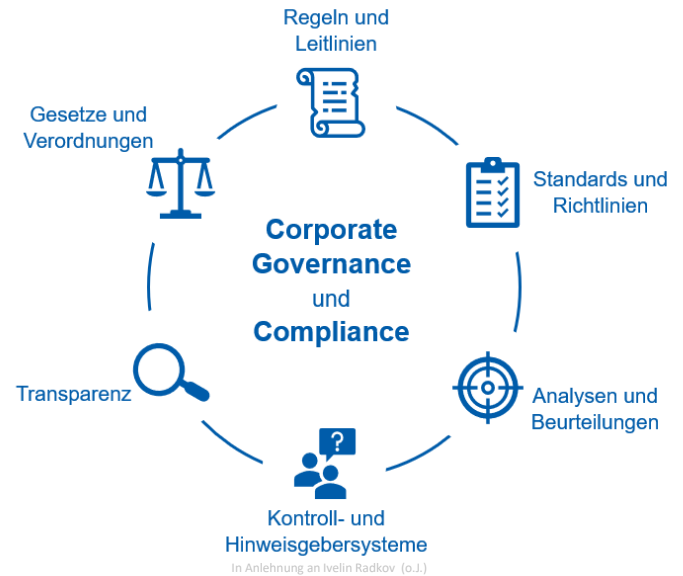 Regeln und
Leitlinien
Gesetze und
Verordnungen
Standards und
Richtlinien
Corporate
Governance
und
Compliance
Transparenz
Analysen und
Beurteilungen
?
Kontroll- und
Hinweisgebersysteme
In Anlehnung an Ivelin Radkov (o.J.)